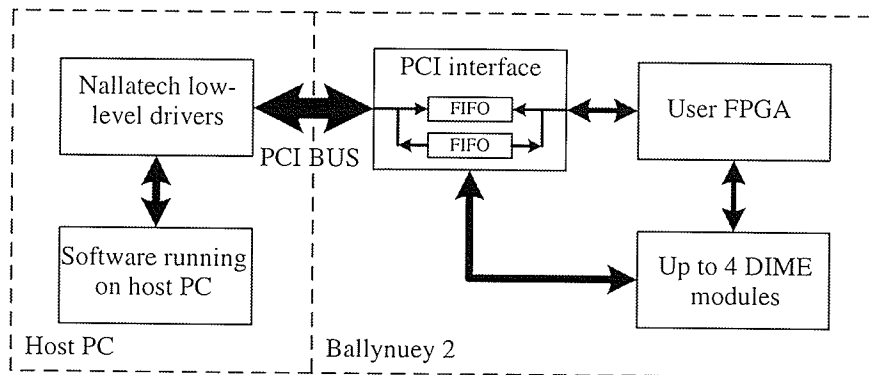 Nallatech low-
level drivers
PCI BUS
Software running
on host PC
Host PC
PCI interface
FIFO
FIFO
User FPGA
Up to 4 DIME
modules
Ballynuey 2